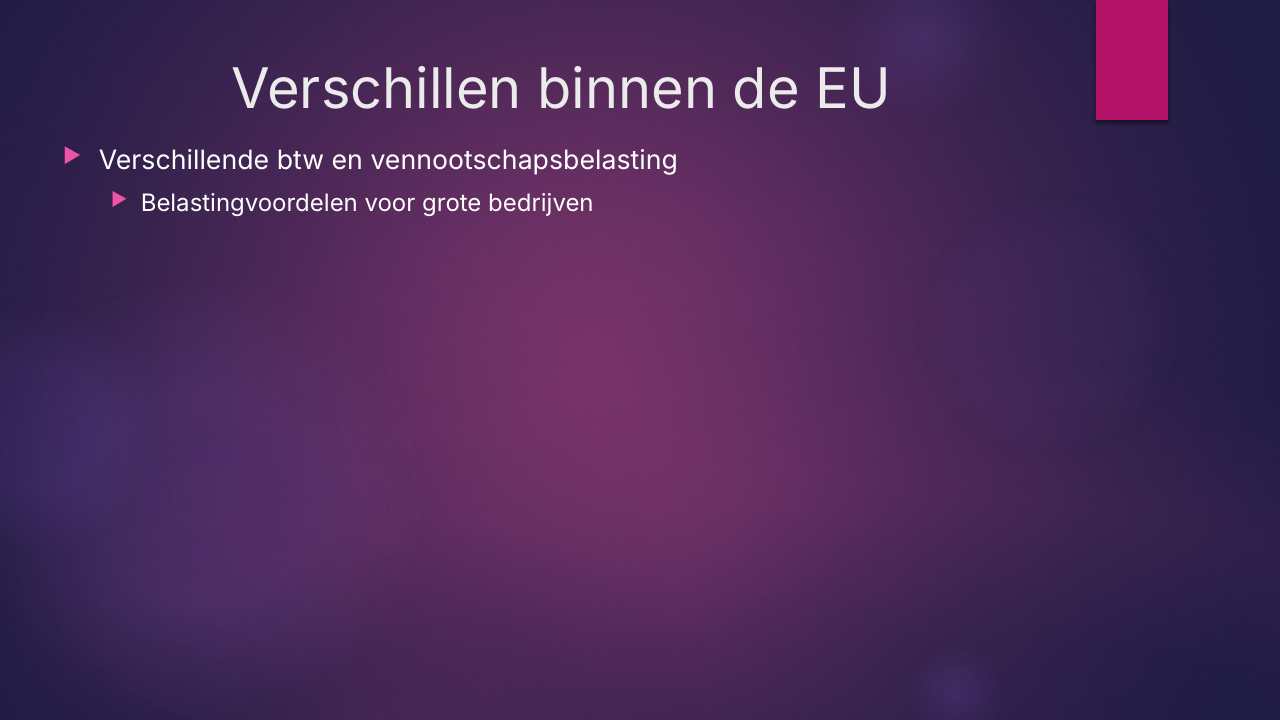 Verschillen binnen de EU
Verschillende btw en vennootschapsbelasting
Belastingvoordelen voor grote bedrijven